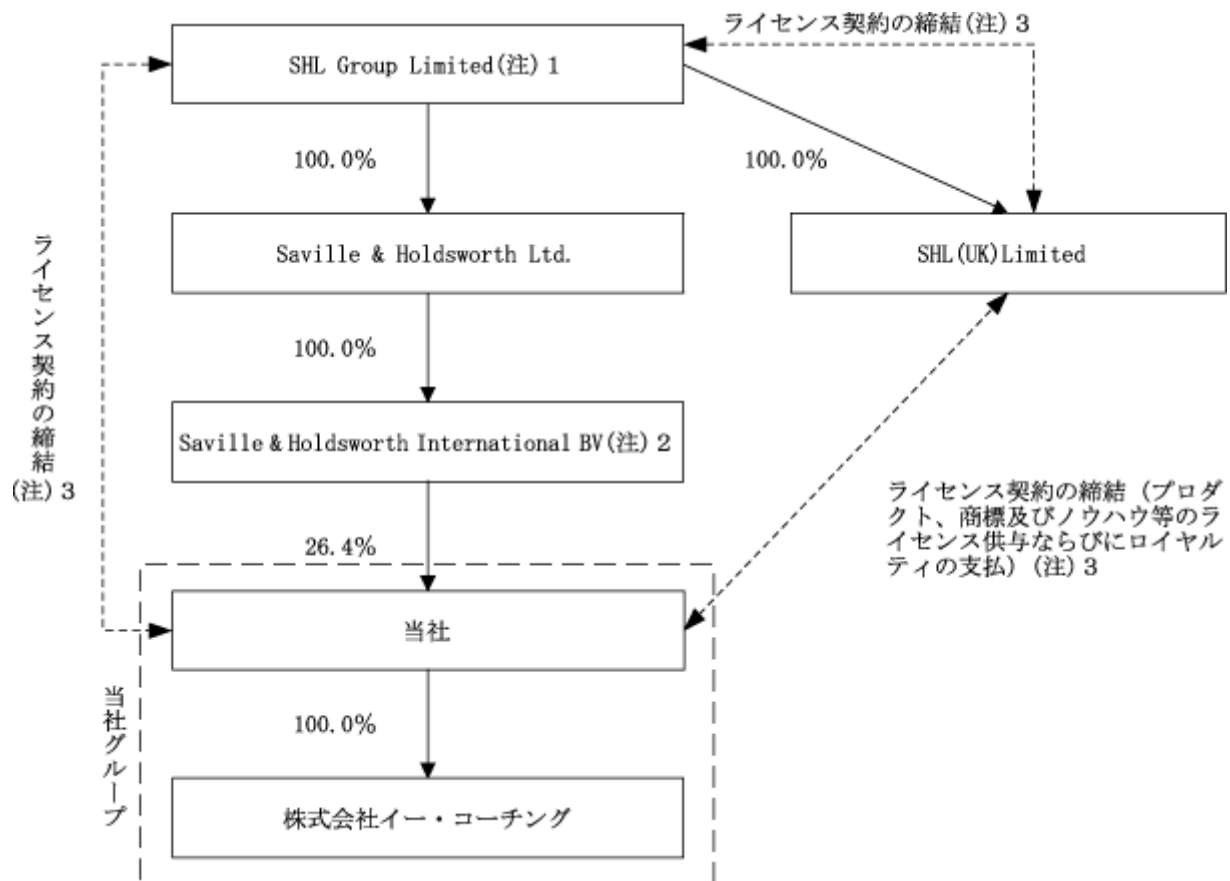 ライセンス契約の締結(注)3
SHL Group Limited(注)1
100.0%
100.0%
Saville & Holdsworth Ltd.
SHL(UK)Limited
ライセンス契約の締結
(注)3
100.0%
Saville & Holdsworth International BV(注)2
ライセンス契約の締結（プロダ
クト、商標及びノウハウ等のラ
イセンス供与ならびにロイヤル
ティの支払）(注)3
26.4%
当社
当社グループ
100.0%
株式会社イー・コーチング